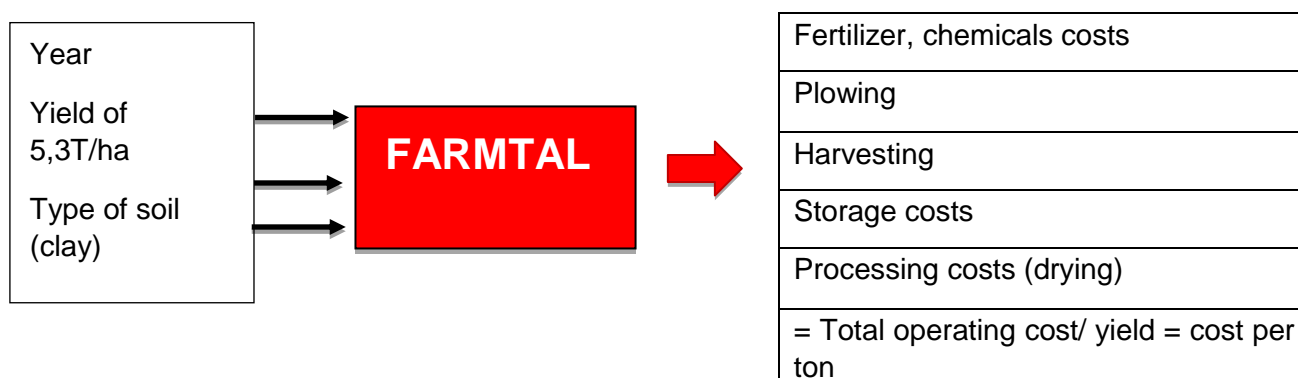 Year
Yield of
5,3T/ha
Type of soil
(clay)
FARMTAL
Fertilizer, chemicals costs
Plowing
Harvesting
Storage costs
Processing costs (drying)
= Total operating cost/ yield = cost per
ton